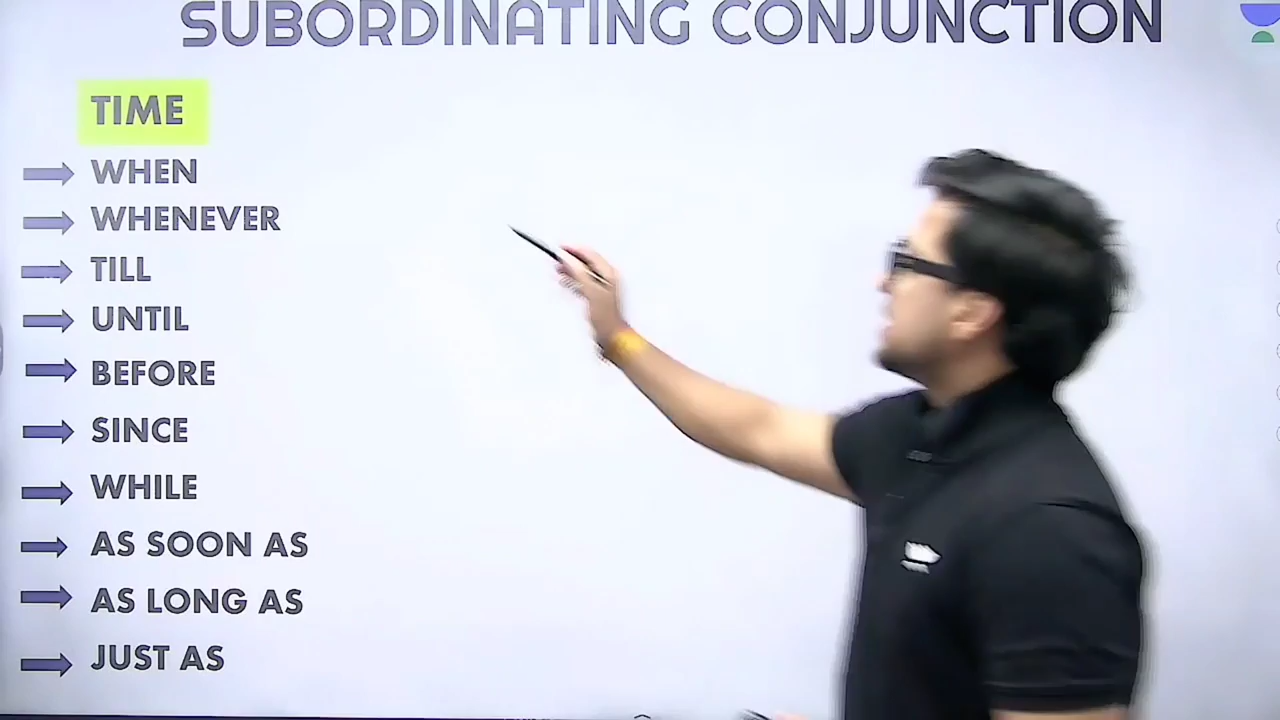 SUBORDINATING CONJUNCTION
TIME
WHEN
WHENEVER
TILL
UNTIL
BEFORE
SINCE
WHILE
AS SOON AS
AS LONG AS
JUST AS